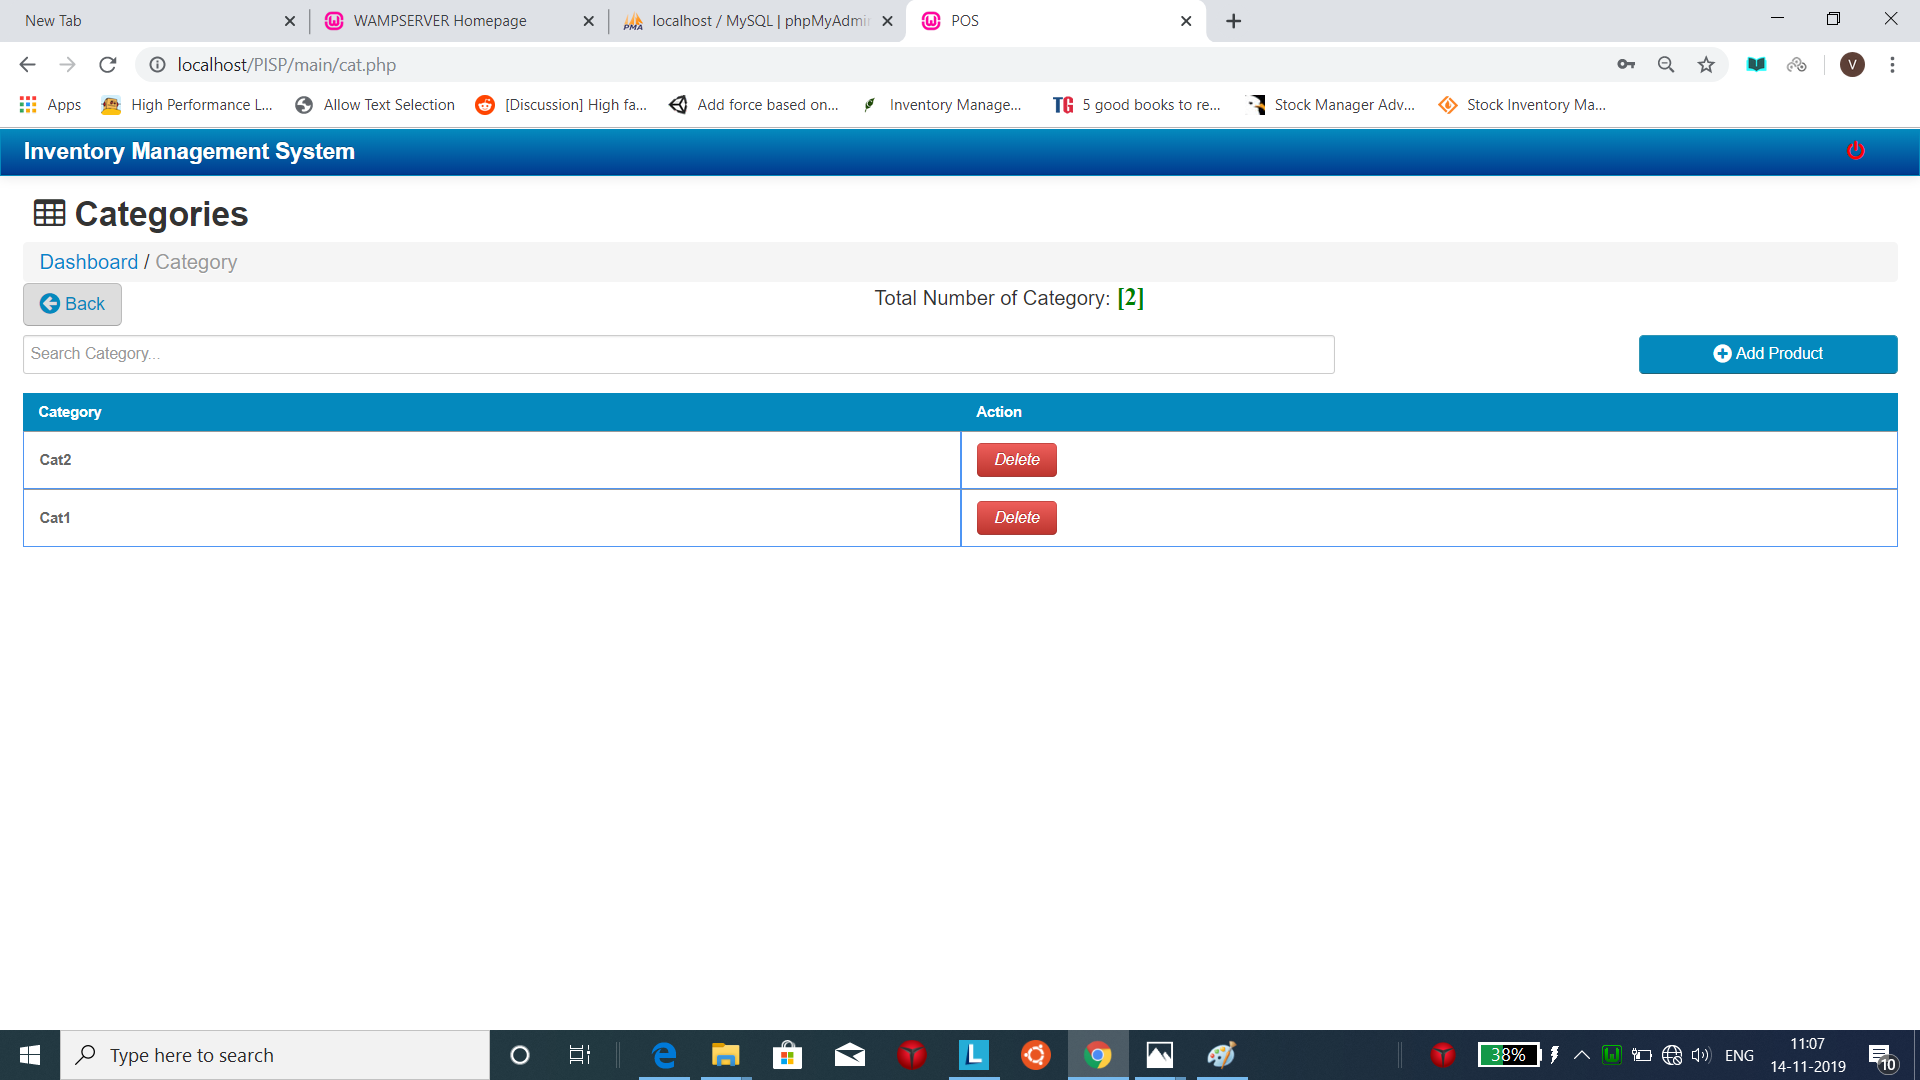 New Tab
WAMPSERVER Homepage
localhost / MySQL | phpMyAdmi
POS
localhost/PISP/main/cat.php
V
Apps
High Performance L...
Allow Text Selection
[Discussion] High fa...
Add force based on...
Inventory Manage...
TG 5 good books to re...
Stock Manager Adv...
Stock Inventory Ma...
Inventory Management System
Categories
Dashboard / Category
Back
Total Number of Category: [2]
Search Category...
Add Product
Category
Action
Cat2
Delete
Cat1
Delete
Type here to search
L
38%
ENG
11:07
14-11-2019
10